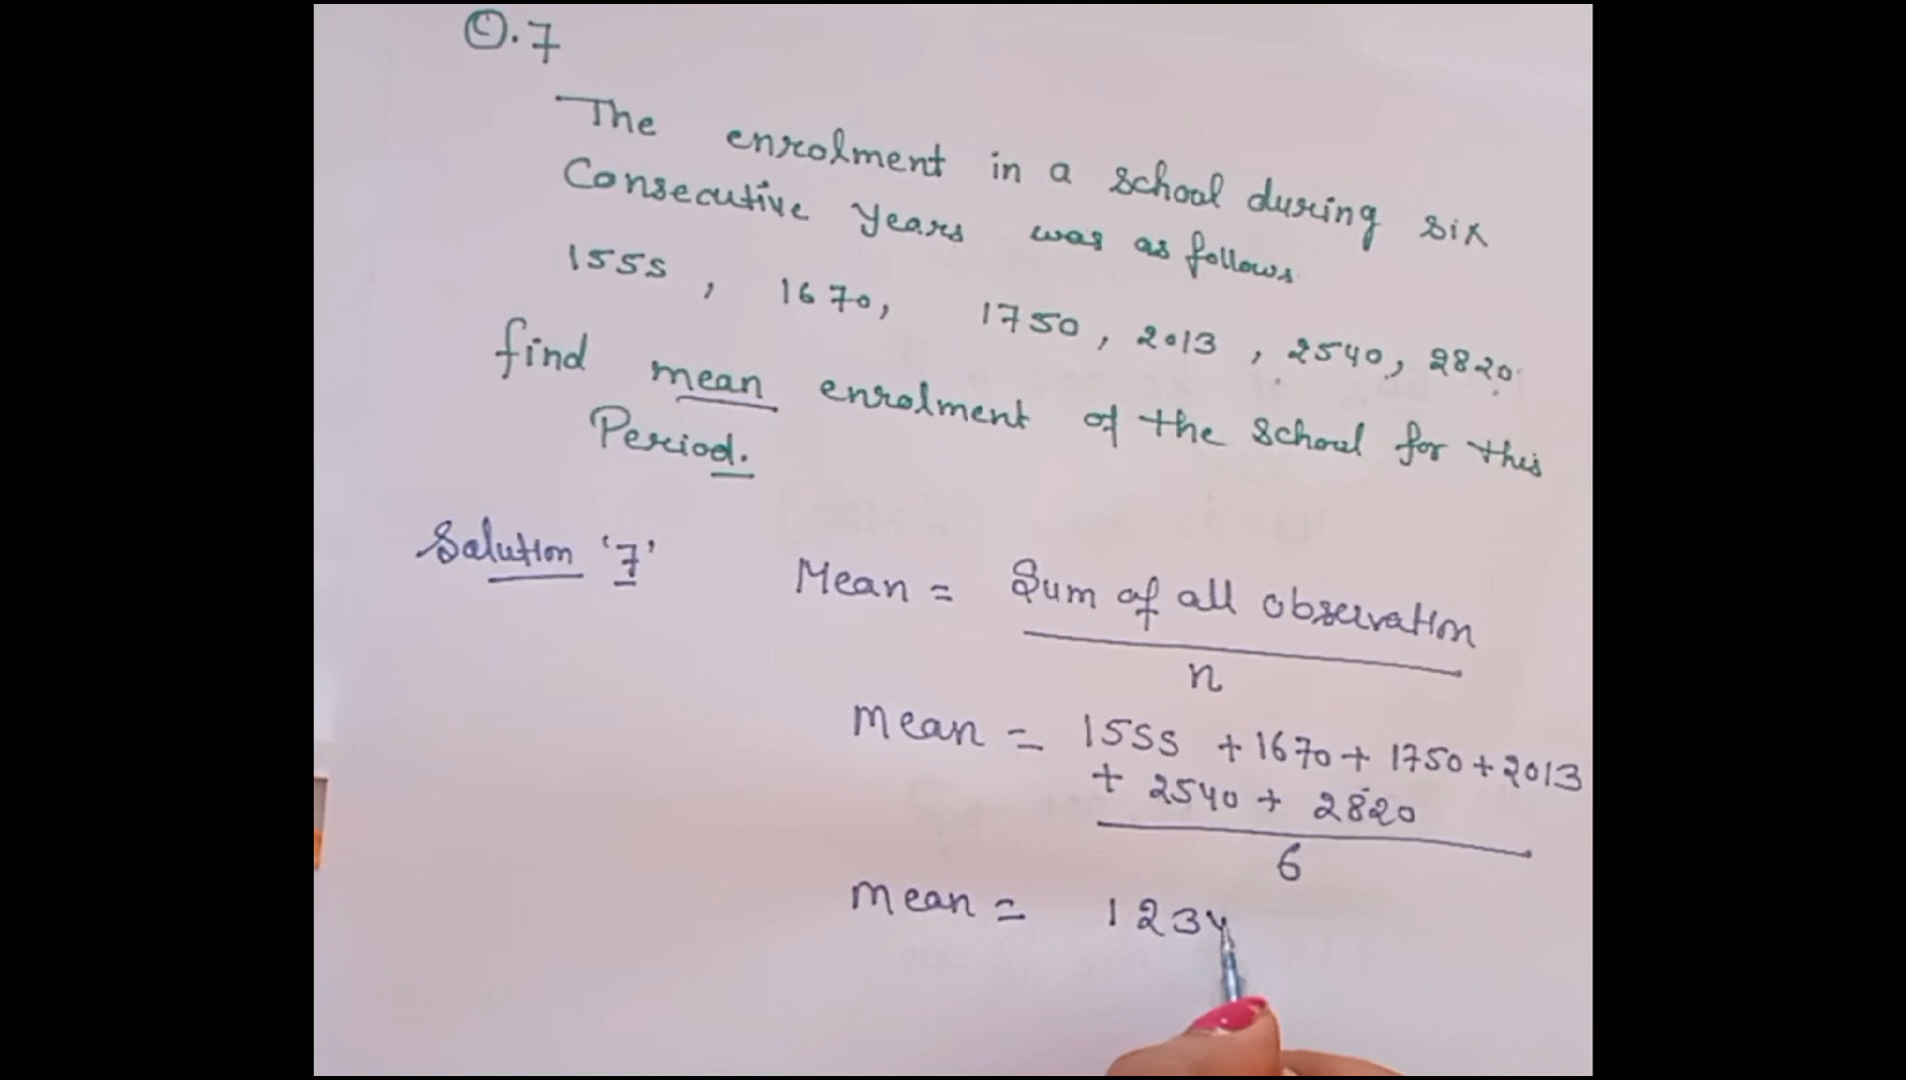 Q.7
The enrolment in a school during six
Consecutive years was as follows
1555, 1670, 1750, 2013, 2540, 2820
find mean enrolment of the School for this
Period.
Solution '7'
Mean = Sum of all observation
n
Mean = 1555 + 1670 + 1750 + 2013
+ 2540 + 2820
6
Mean = 1234